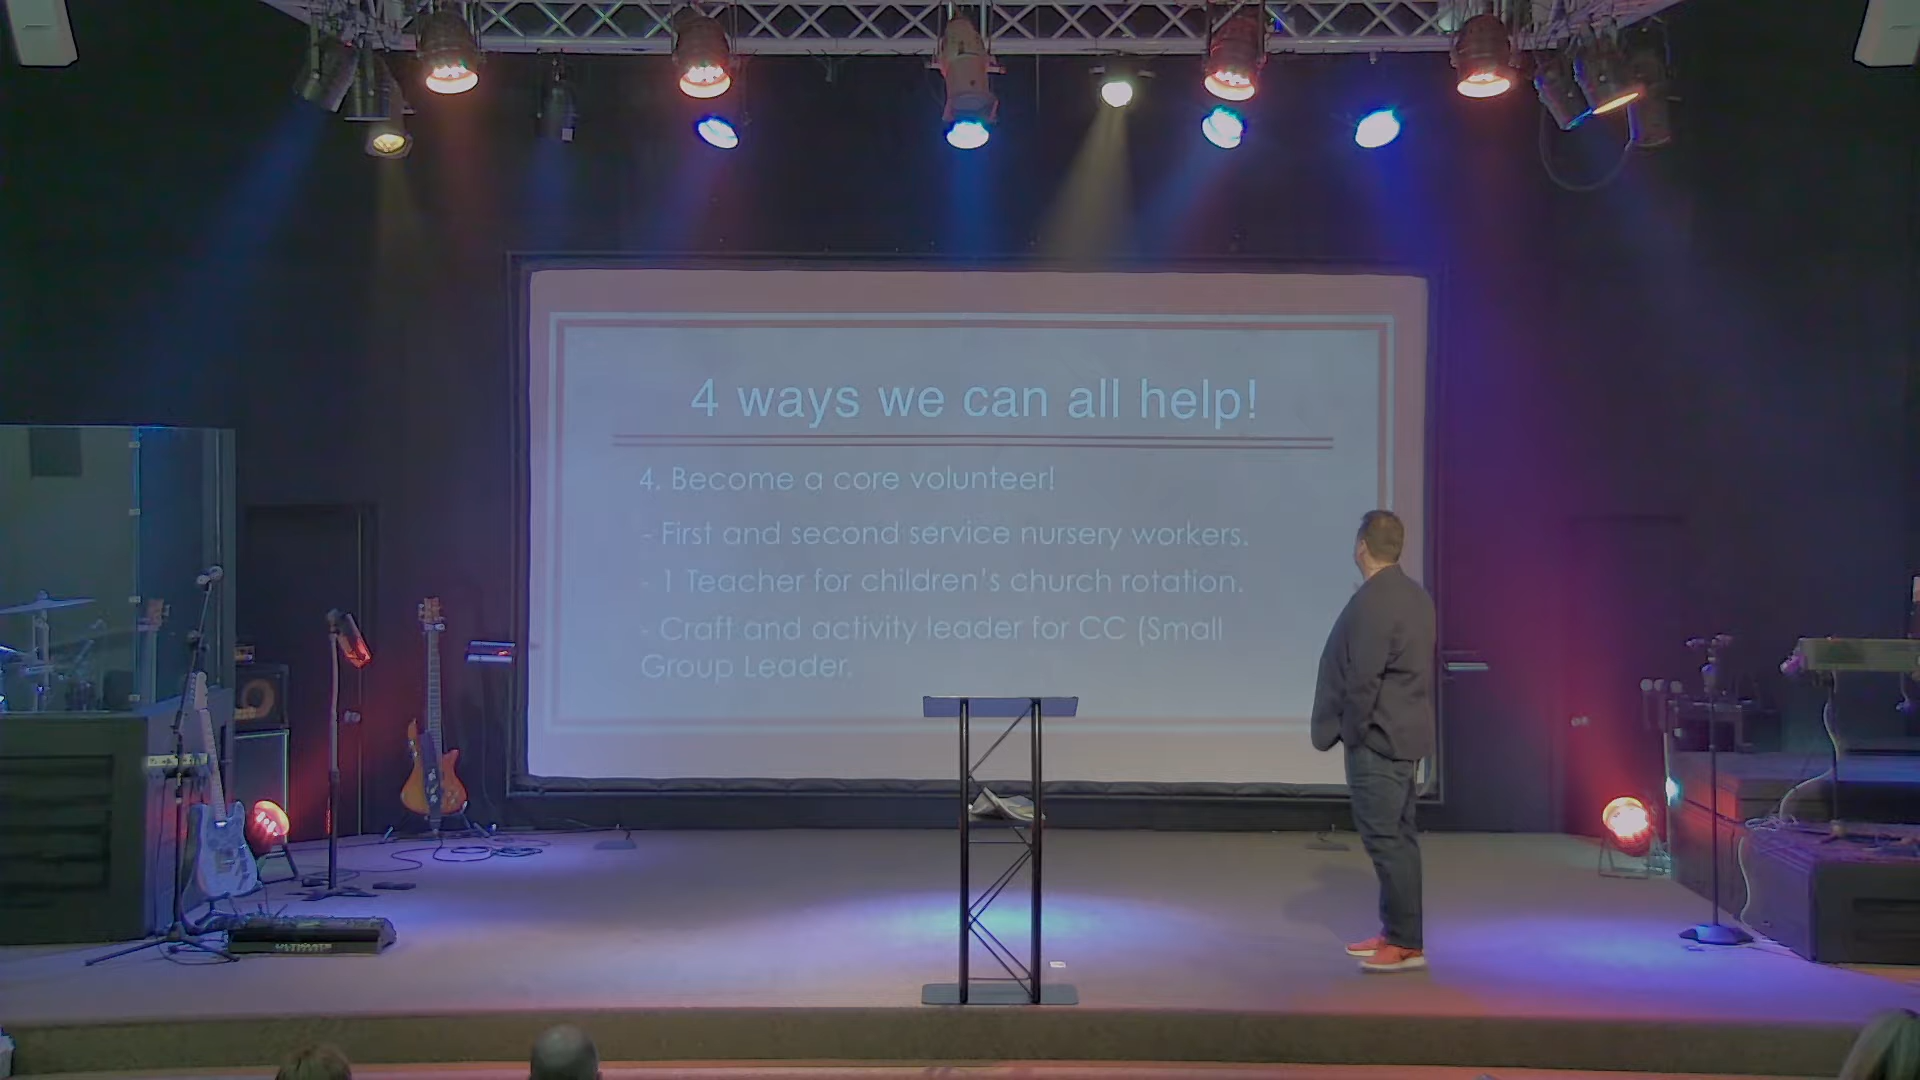 4 ways we can all help!
4. Become a core volunteer!
- First and second service nursery workers.
- 1 Teacher for children's church rotation.
- Craft and activity leader for CC (Small
Group Leader.
ULTIMATE